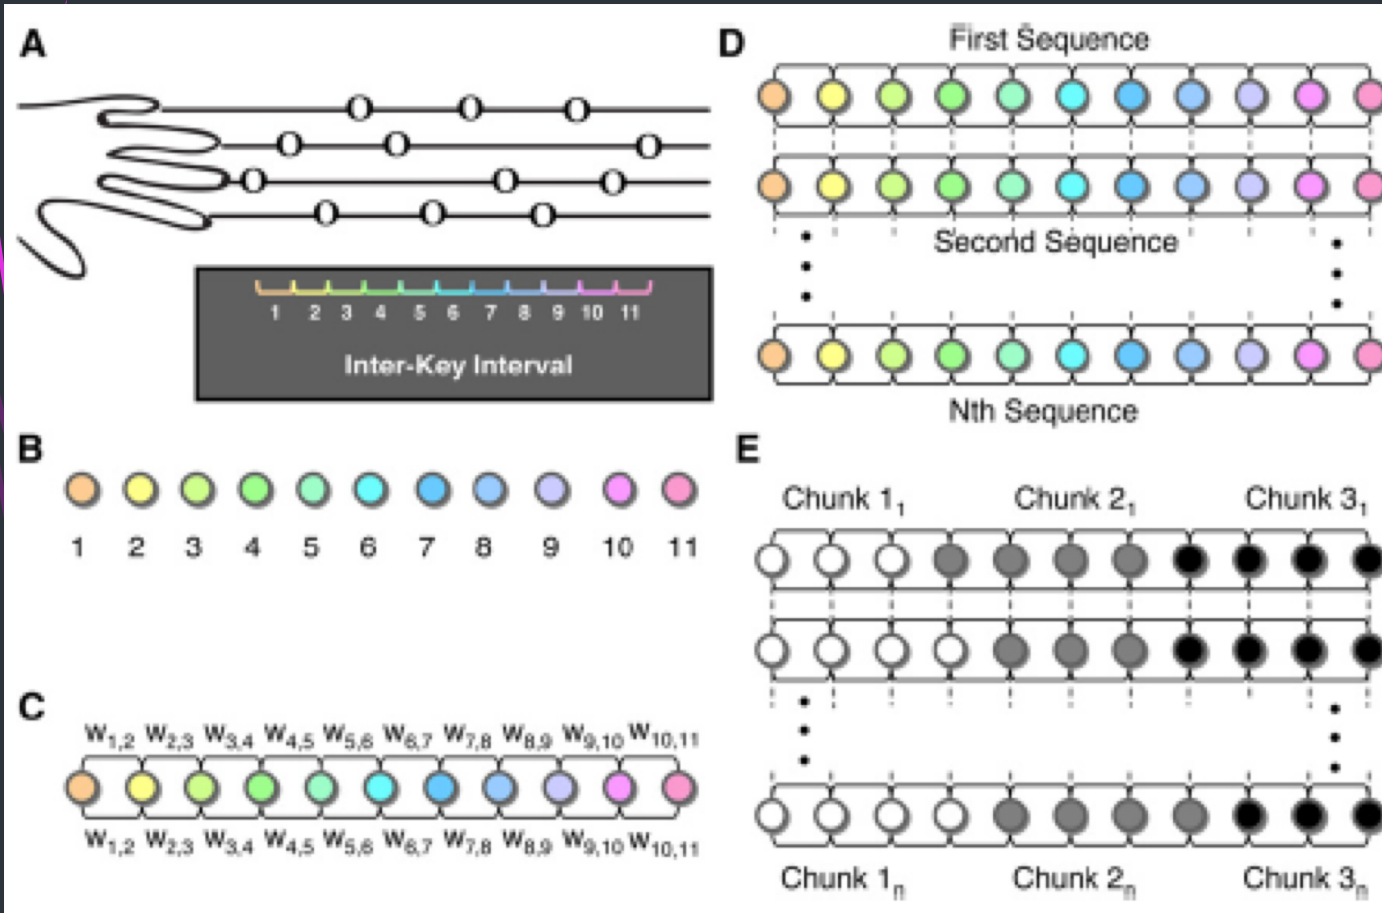 A
1 2 3 4 5 6 7 8 9 10 11
Inter-Key Interval
B
1 2 3 4 5 6 7 8 9 10 11
C
w1,2 w2,3 w3,4 w4,5 w5,6 w6,7 w7,8 w8,9 w9,10 w10,11
w1,2 w2,3 w3,4 w4,5 w5,6 w6,7 w7,8 w8,9 w9,10 w10,11
D
First Sequence
Second Sequence
Nth Sequence
E
Chunk 11 Chunk 21 Chunk 31
Chunk 1n Chunk 2n Chunk 3n